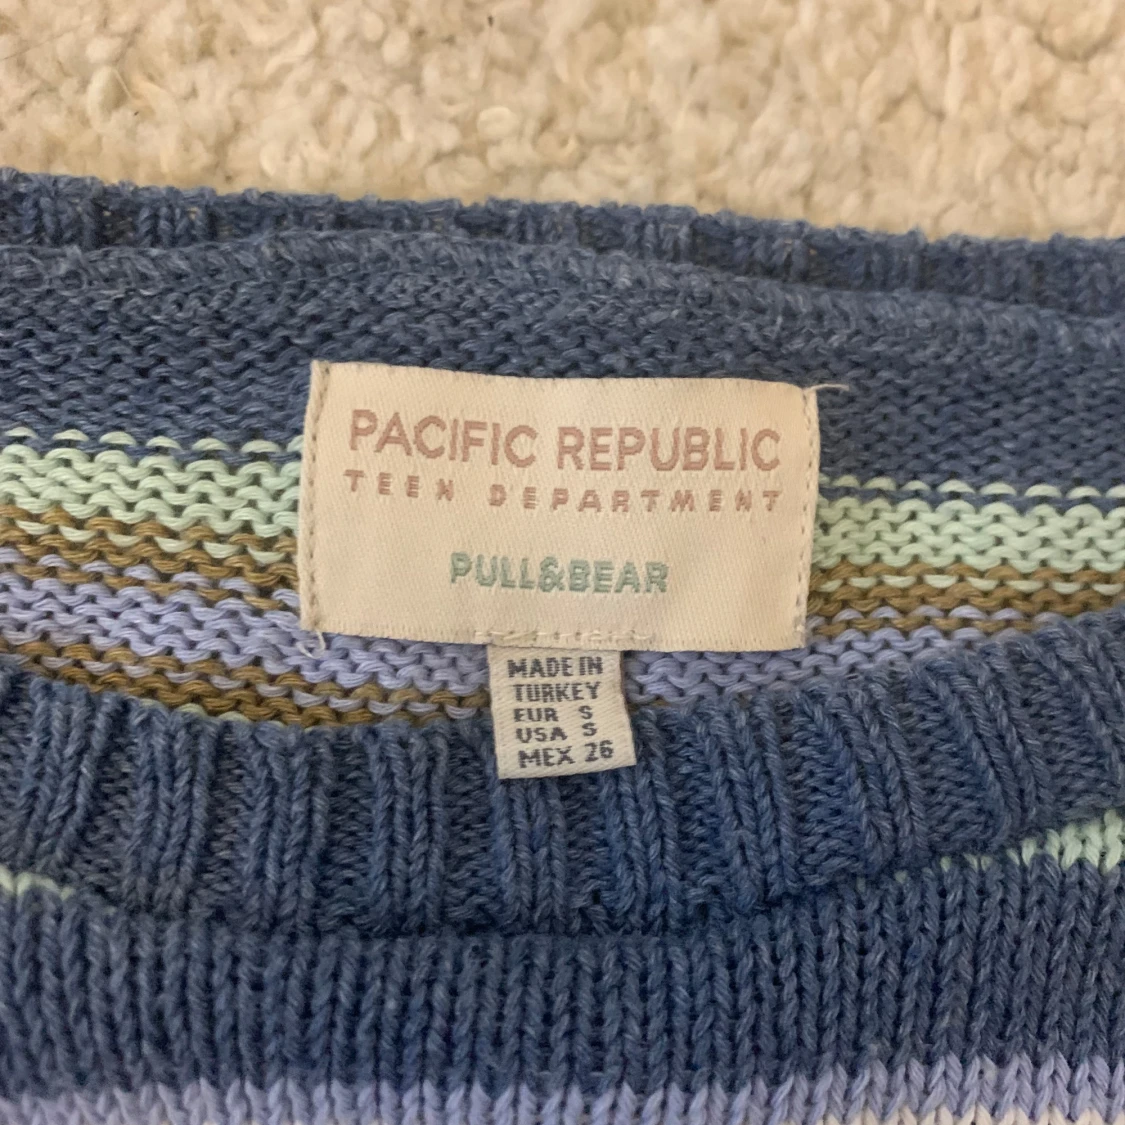 PACIFIC REPUBLIC
TEEN DEPARTMENT
PULL&BEAR
MADE IN
TURKEY
EUR S
USA S
MEX 26